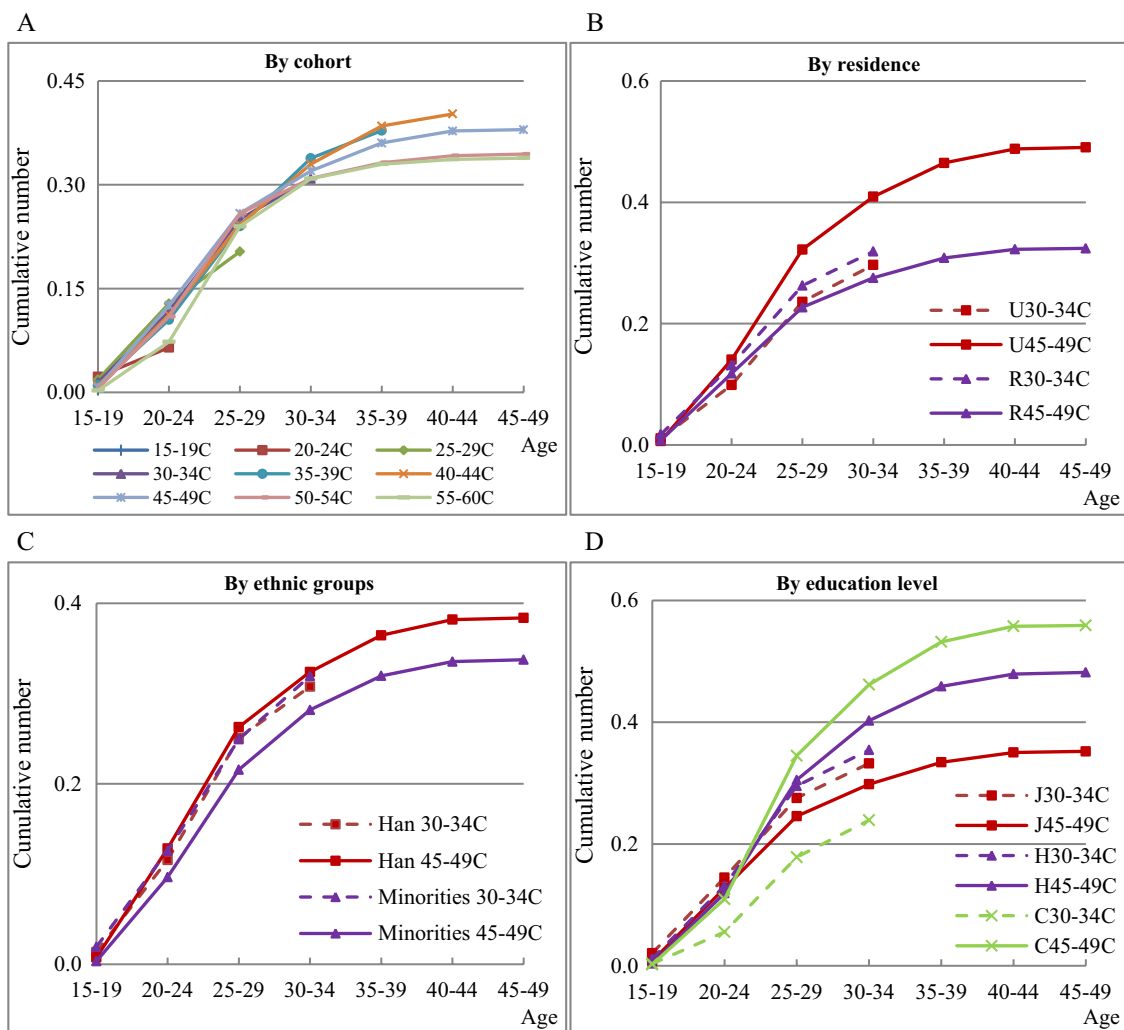 A
By cohort
Cumulative number
0.45
0.30
0.15
0.00
15-19 20-24 25-29 30-34 35-39 40-44 45-49
Age
15-19C 20-24C 25-29C
30-34C 35-39C 40-44C
45-49C 50-54C 55-60C
B
By residence
Cumulative number
0.6
0.4
0.2
0.0
U30-34C
U45-49C
R30-34C
R45-49C
15-19 20-24 25-29 30-34 35-39 40-44 45-49
Age
C
By ethnic groups
Cumulative number
0.4
0.2
0.0
Han 30-34C
Han 45-49C
Minorities 30-34C
Minorities 45-49C
15-19 20-24 25-29 30-34 35-39 40-44 45-49
Age
D
By education level
Cumulative number
0.6
0.4
0.2
0.0
J30-34C
J45-49C
H30-34C
H45-49C
C30-34C
C45-49C
15-19 20-24 25-29 30-34 35-39 40-44 45-49
Age